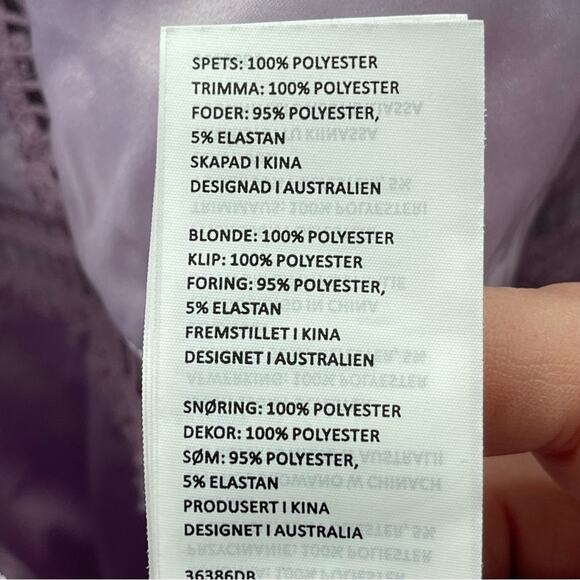 SPETS: 100% POLYESTER
TRIMMA: 100% POLYESTER
FODER: 95% POLYESTER,
5% ELASTAN
SKAPAD I KINA
DESIGNAD I AUSTRALIEN
BLONDE: 100% POLYESTER
KLIP: 100% POLYESTER
FORING: 95% POLYESTER,
5% ELASTAN
FREMSTILLET I KINA
DESIGNET I AUSTRALIEN
SNØRING: 100% POLYESTER
DEKOR: 100% POLYESTER
SØM: 95% POLYESTER,
5% ELASTAN
PRODUSERT I KINA
DESIGNET I AUSTRALIA
36386DR